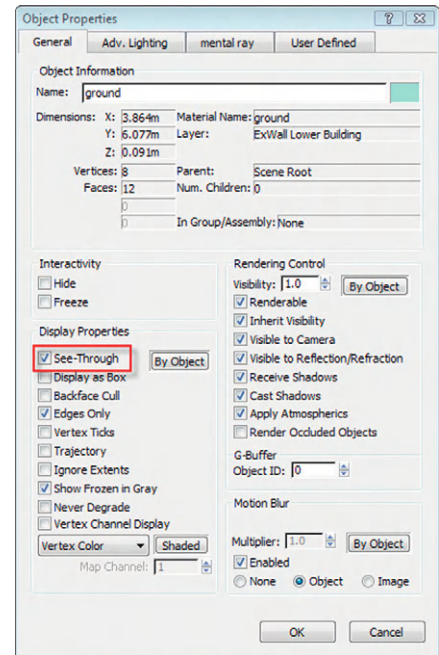 Object Properties
General Adv. Lighting mental ray User Defined
Object Information
Name: ground
Dimensions: X: 3.864m Material Name: ground
Y: 6.077m Layer: ExWall Lower Building
Z: 0.091m
Vertices: 8 Parent: Scene Root
Faces: 12 Num. Children: 0
0
0 In Group/Assembly: None
Interactivity
Hide
Freeze
Display Properties
See-Through By Object
Display as Box
Backface Cull
Edges Only
Vertex Ticks
Trajectory
Ignore Extents
Show Frozen in Gray
Never Degrade
Vertex Channel Display
Vertex Color Shaded
Map Channel: 1
Rendering Control
Visibility: 1.0 By Object
Renderable
Inherit Visibility
Visible to Camera
Visible to Reflection/Refraction
Receive Shadows
Cast Shadows
Apply Atmospherics
Render Occluded Objects
G-Buffer
Object ID: 0
Motion Blur
Multiplier: 1.0 By Object
Enabled
None Object Image
OK Cancel